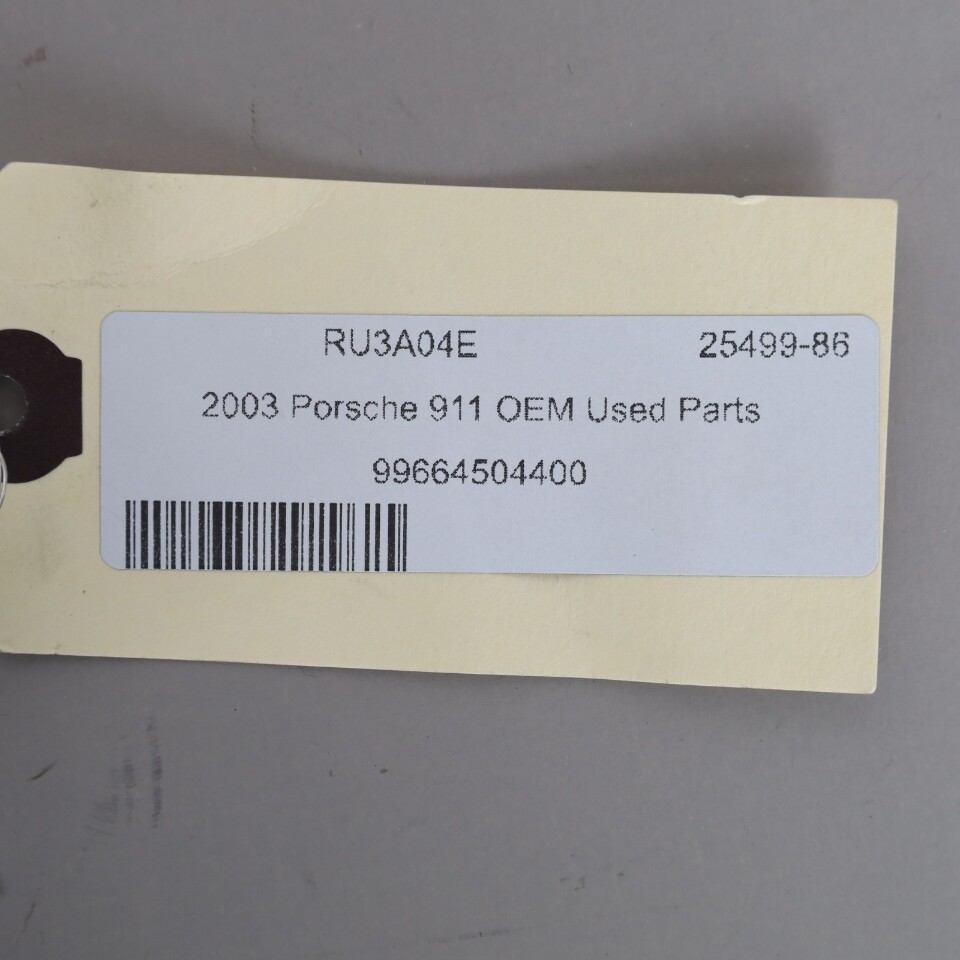 RU3A04E 25499-86
2003 Porsche 911 OEM Used Parts
99664504400